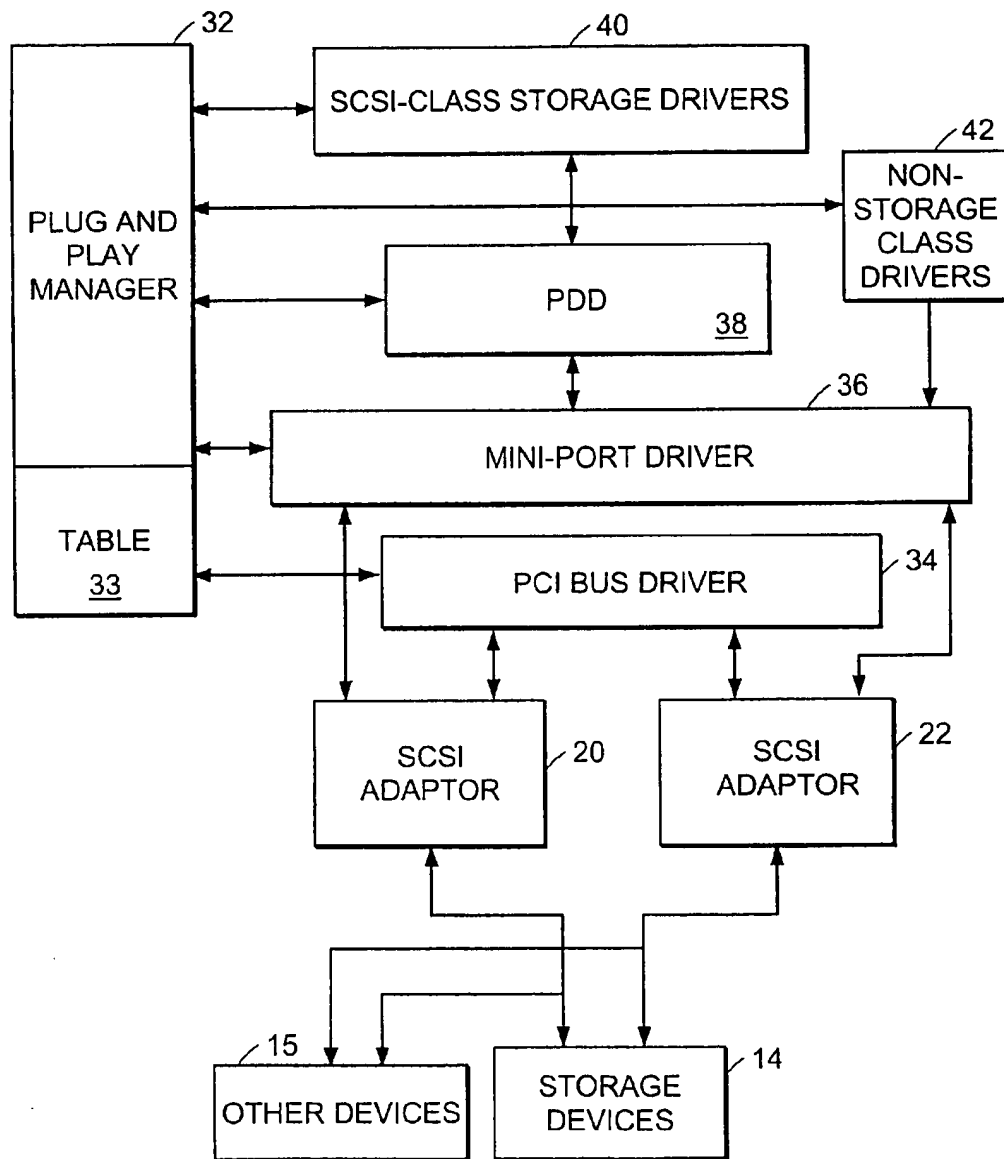 32
40
SCSI-CLASS STORAGE DRIVERS
42
NON-
STORAGE
CLASS
DRIVERS
PLUG AND
PLAY
MANAGER
PDD
38
36
MINI-PORT DRIVER
TABLE
33
34
PCI BUS DRIVER
SCSI
ADAPTOR
20
SCSI
ADAPTOR
22
15
OTHER DEVICES
STORAGE
DEVICES
14